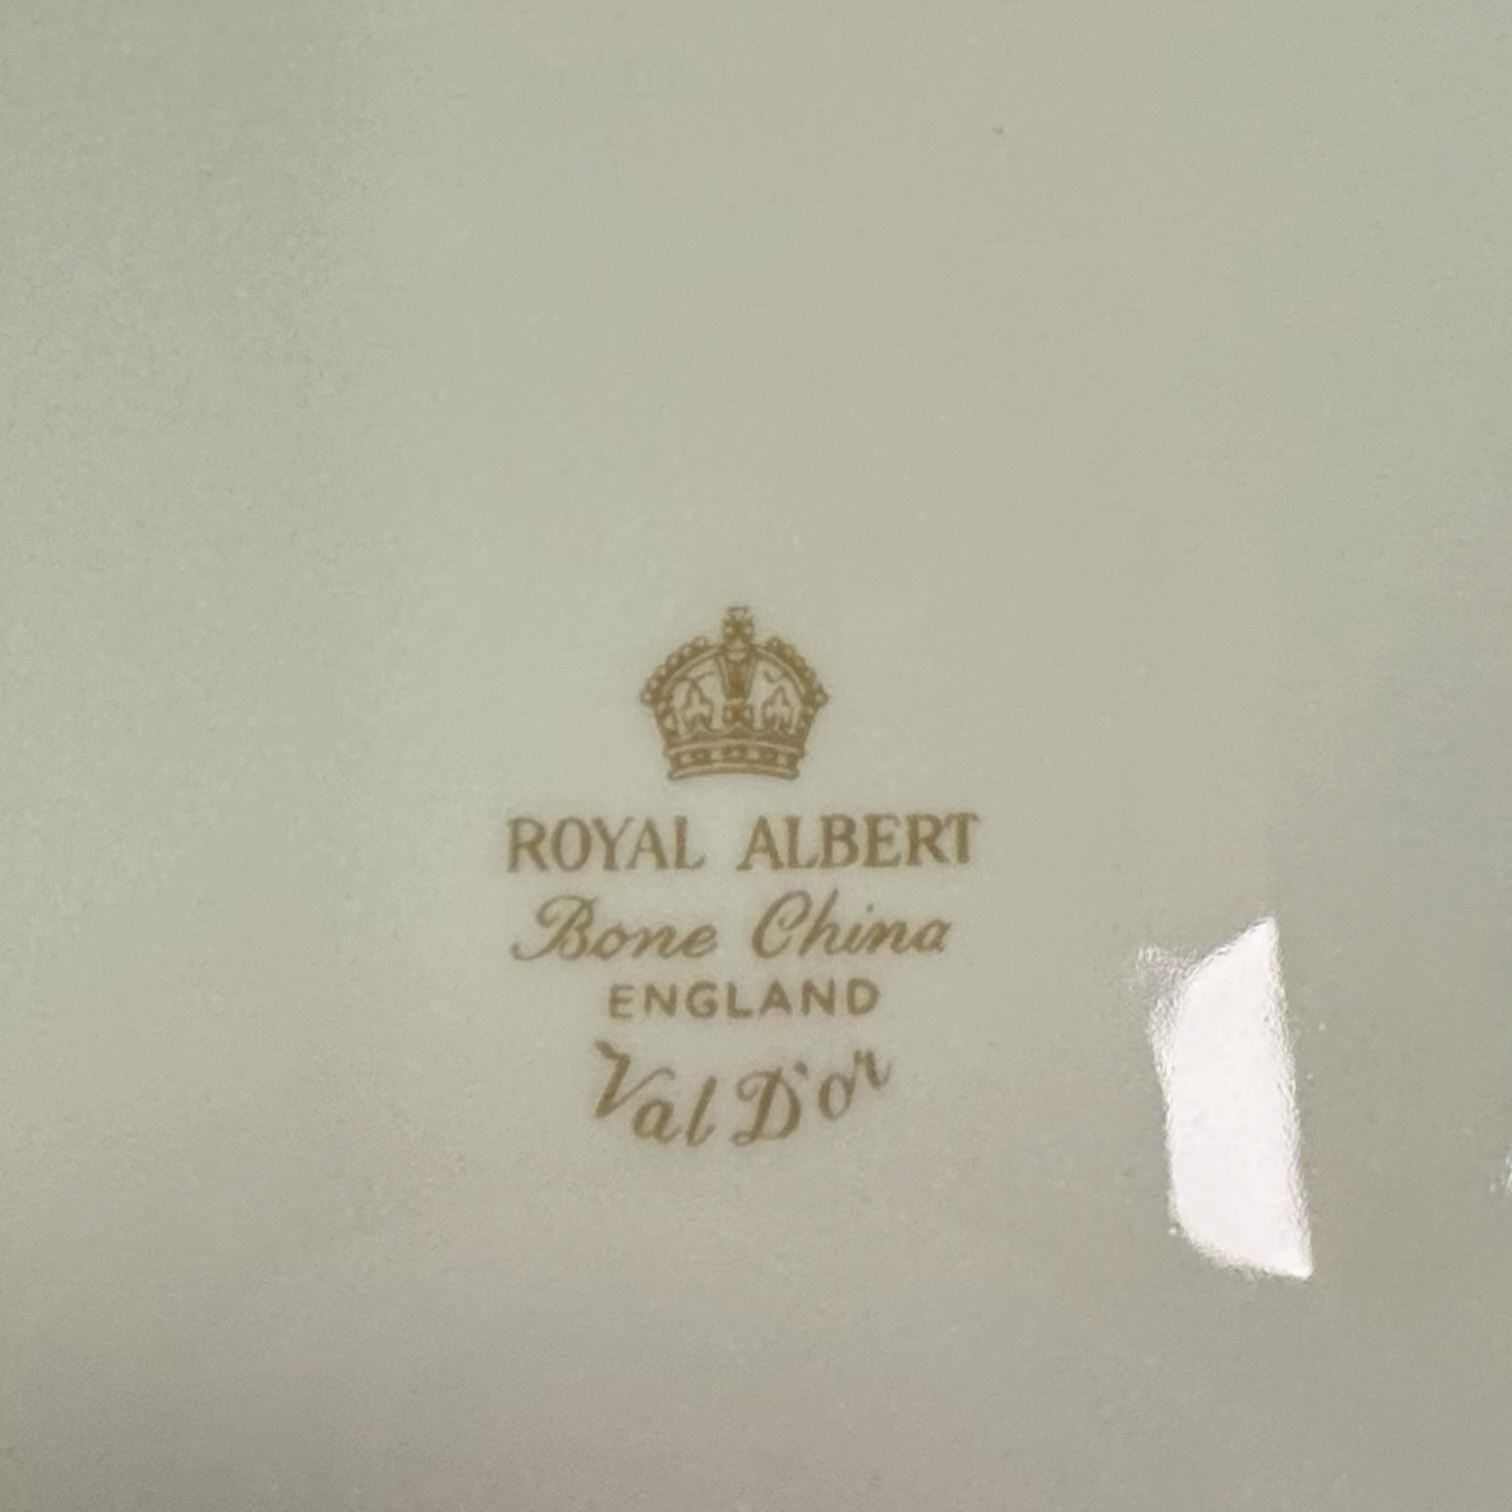 ROYAL ALBERT
Bone China
ENGLAND
Val D'or